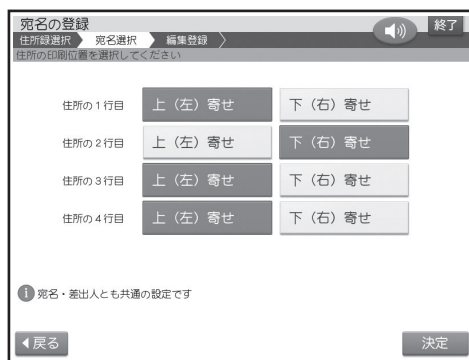 宛名の登録
終了
住所録選択 宛名選択 編集登録
住所の印刷位置を選択してください
住所の1行目 上（左）寄せ 下（右）寄せ
住所の2行目 上（左）寄せ 下（右）寄せ
住所の3行目 上（左）寄せ 下（右）寄せ
住所の4行目 上（左）寄せ 下（右）寄せ
i 宛名・差出人とも共通の設定です
戻る 決定